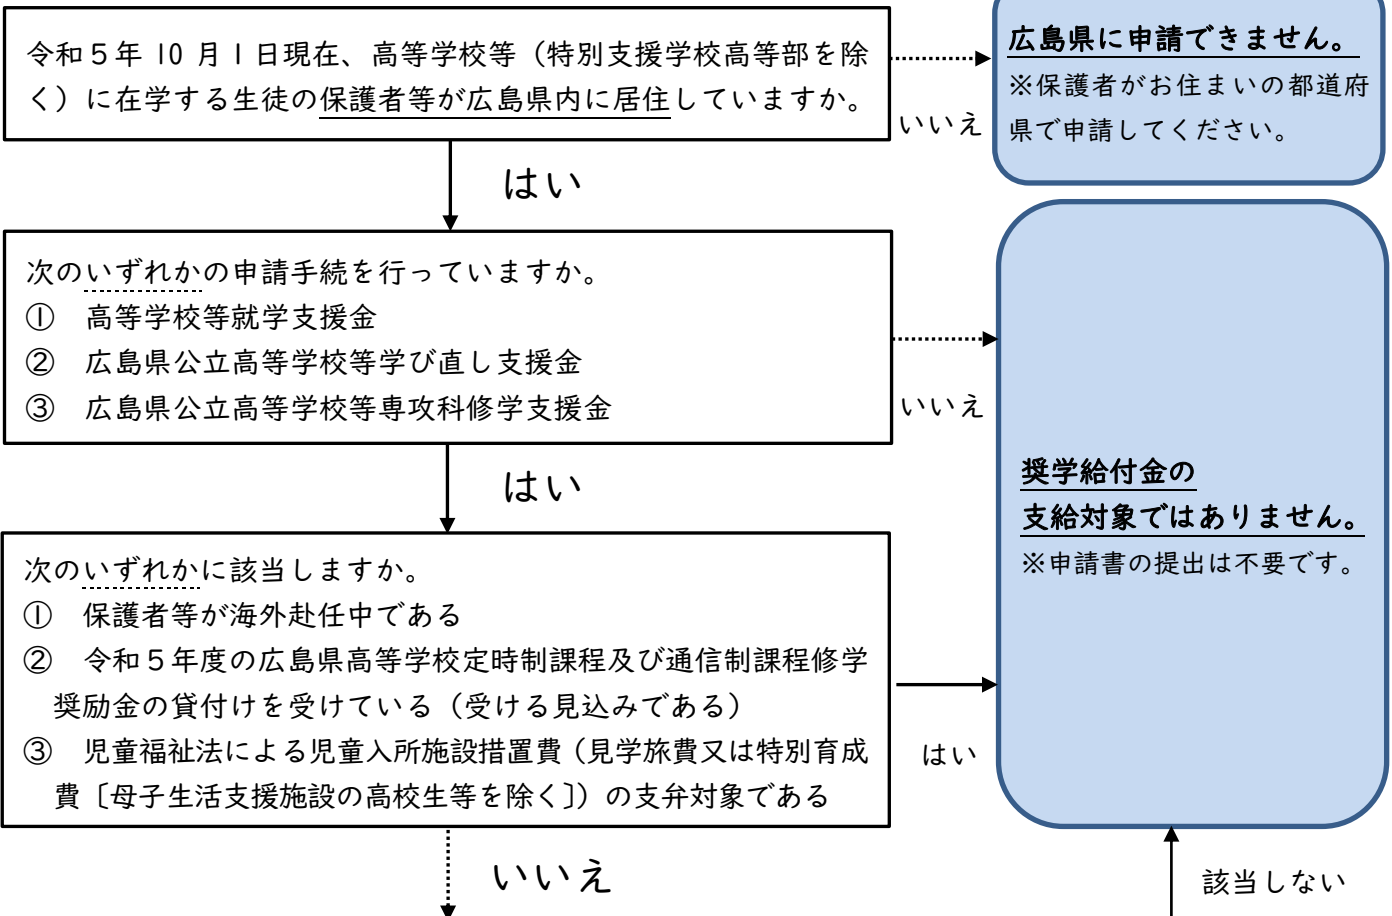 令和５年 10 月１日現在、高等学校等（特別支援学校高等部を除
く）に在学する生徒の保護者等が広島県内に居住していますか。
いいえ
広島県に申請できません。
※保護者がお住まいの都道府
県で申請してください。
はい
次のいずれかの申請手続を行っていますか。
①　高等学校等就学支援金
②　広島県公立高等学校等学び直し支援金
③　広島県公立高等学校等専攻科修学支援金
いいえ
はい
奨学給付金の
支給対象ではありません。
※申請書の提出は不要です。
次のいずれかに該当しますか。
①　保護者等が海外赴任中である
②　令和５年度の広島県高等学校定時制課程及び通信制課程修学
奨励金の貸付けを受けている（受ける見込みである）
③　児童福祉法による児童入所施設措置費（見学旅費又は特別育成
費〔母子生活支援施設の高校生等を除く〕）の支弁対象である
はい
いいえ
該当しない